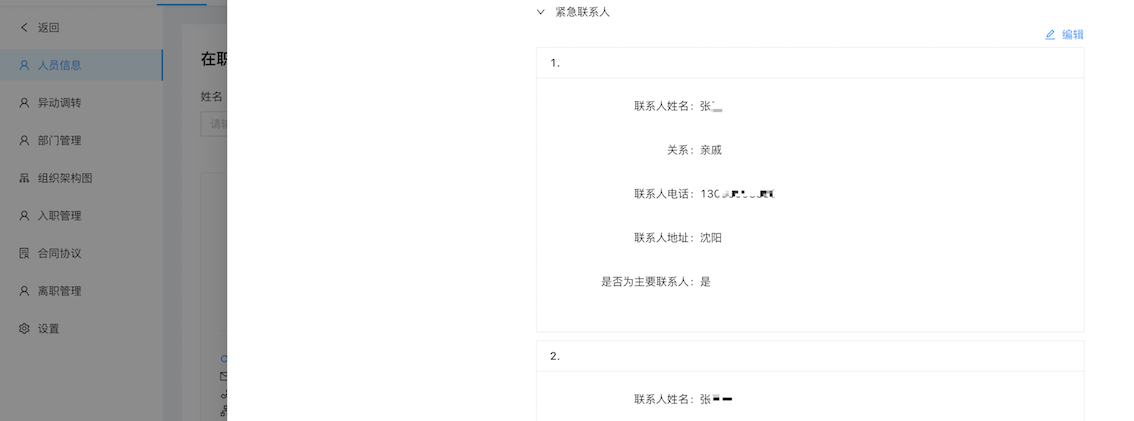 返回
人员信息
异动调转
部门管理
组织架构图
入职管理
合同协议
离职管理
设置
在职
姓名
请输
紧急联系人
编辑
1.
联系人姓名：张
关系：亲戚
联系人电话：130
联系人地址：沈阳
是否为主要联系人：是
2.
联系人姓名：张